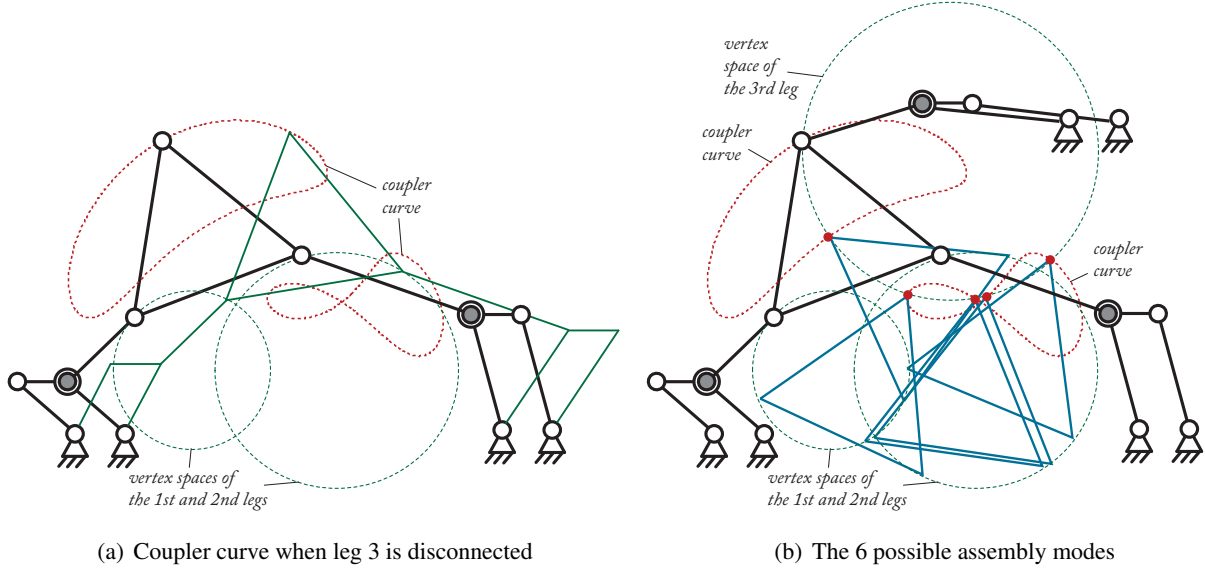 coupler
curve
vertex spaces of
the 1st and 2nd legs
(a) Coupler curve when leg 3 is disconnected
vertex
space of
the 3rd leg
coupler
curve
coupler
curve
vertex spaces of
the 1st and 2nd legs
(b) The 6 possible assembly modes